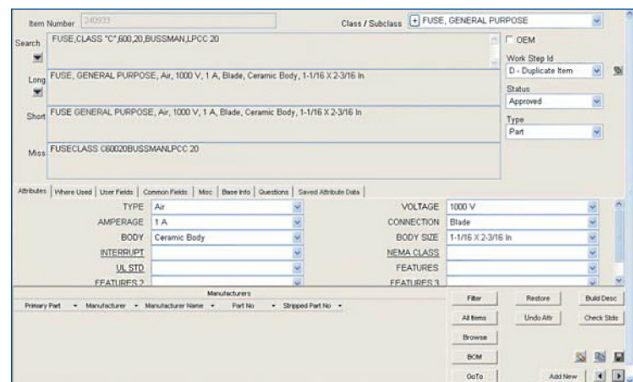 Item Number 240933 Class / Subclass FUSE, GENERAL PURPOSE
Search FUSE,CLASS "C",600,20,BUSSMAN,LPCC 20
OEM
Work Step Id
D - Duplicate Item
Long FUSE, GENERAL PURPOSE, Air, 1000 V, 1 A, Blade, Ceramic Body, 1-1/16 X 2-3/16 In
Status
Approved
Short FUSE GENERAL PURPOSE, Air, 1000 V, 1 A, Blade, Ceramic Body, 1-1/16 X 2-3/16 In
Type
Part
Miss FUSECLASS C60020BUSSMANLPCC 20
Attributes Where Used User Fields Common Fields Misc Base Info Questions Saved Attribute Data
TYPE Air VOLTAGE 1000 V
AMPERAGE 1 A CONNECTION Blade
BODY Ceramic Body BODY SIZE 1-1/16 X 2-3/16 In
INTERRUPT NEMA CLASS
UL STD FEATURES
FEATURES 2 FEATURES 3
Manufacturers
Primary Part Manufacturer Manufacturer Name Part No Stripped Part No
Filter Restore Build Desc
All Items Undo Attr Check Stds
Browse
BOM
GoTo Add New